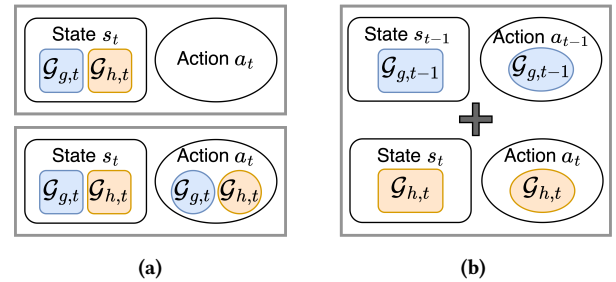 State s_t
𝒢_{g,t} 𝒢_{h,t}
Action a_t
State s_t
𝒢_{g,t} 𝒢_{h,t}
Action a_t
𝒢_{g,t} 𝒢_{h,t}
(a)
State s_{t−1}
𝒢_{g,t−1}
Action a_{t−1}
𝒢_{g,t−1}
+
State s_t
𝒢_{h,t}
Action a_t
𝒢_{h,t}
(b)